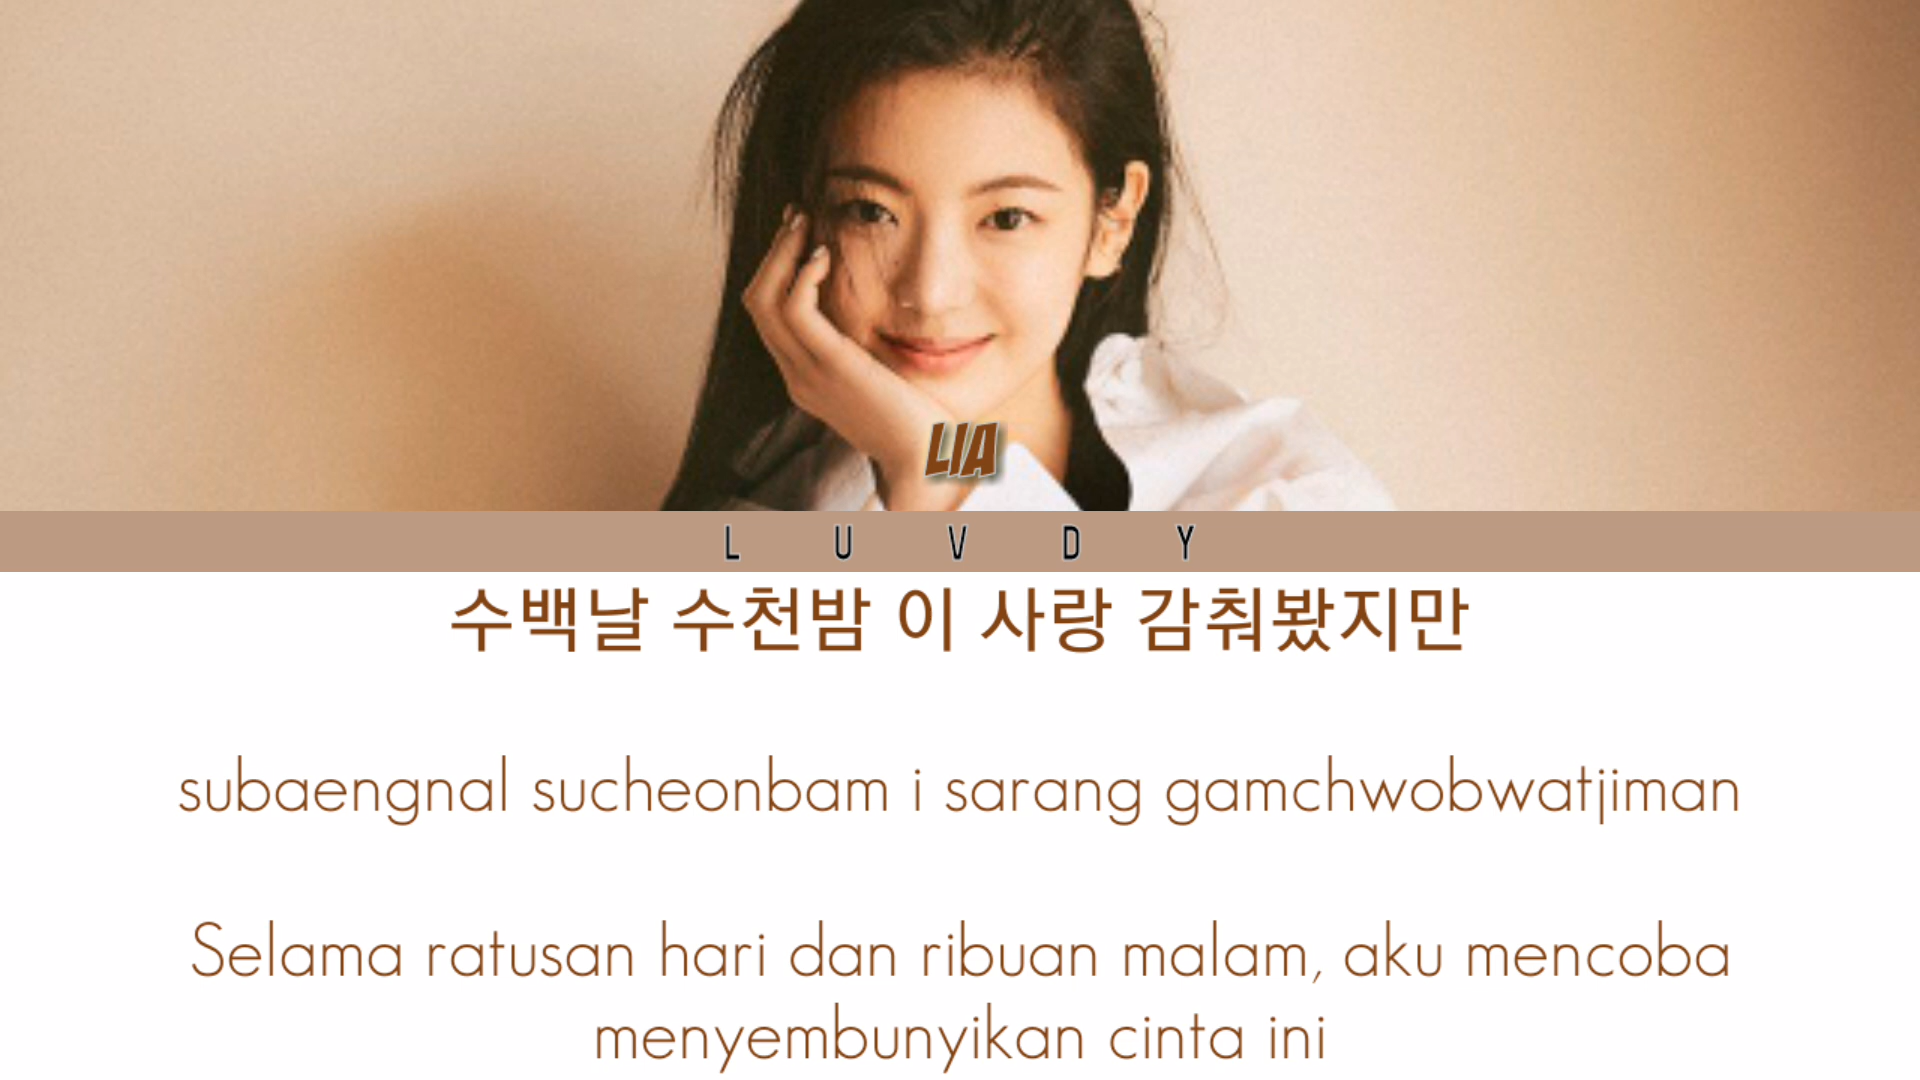 LIA
L U V D Y
수백날 수천밤 이 사랑 감춰봤지만
subaengnal sucheonbam i sarang gamchwobwatjiman
Selama ratusan hari dan ribuan malam, aku mencoba
menyembunyikan cinta ini